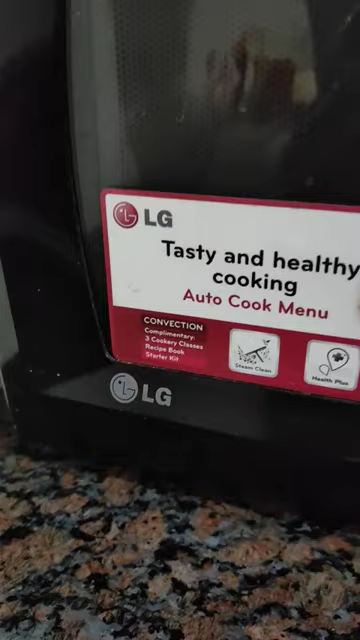 LG
Tasty and healthy
cooking
Auto Cook Menu
CONVECTION
Complimentary:
3 Cookery Classes
Recipe Book
Starter Kit
Steam Clean
Health Plus
LG